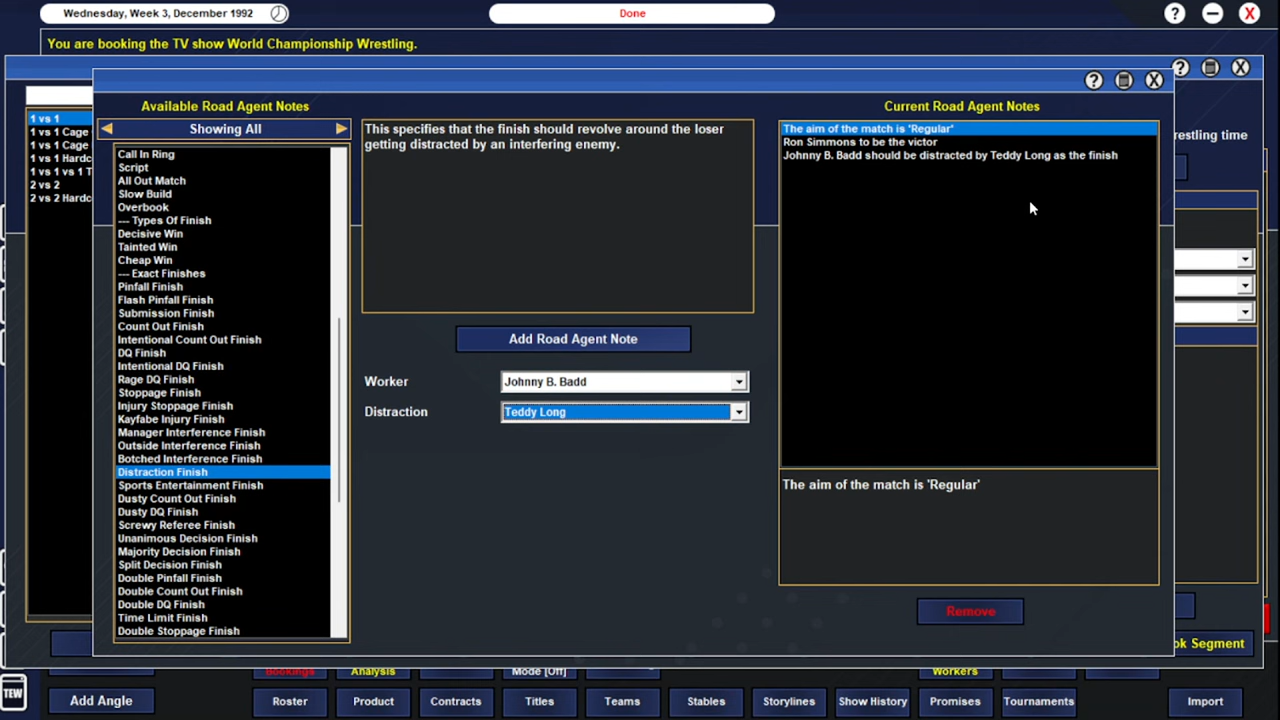 Wednesday, Week 3, December 1992
Done
? X
You are booking the TV show World Championship Wrestling.
? X
? X
Available Road Agent Notes
Current Road Agent Notes
Showing All
1 vs 1
1 vs 1 Cage
1 vs 1 Cage
1 vs 1 Hardc
1 vs 1 vs 1 T
2 vs 2
2 vs 2 Hardc
Call In Ring
Script
All Out Match
Slow Build
Overbook
--- Types Of Finish
Decisive Win
Tainted Win
Cheap Win
--- Exact Finishes
Pinfall Finish
Flash Pinfall Finish
Submission Finish
Count Out Finish
Intentional Count Out Finish
DQ Finish
Intentional DQ Finish
Rage DQ Finish
Stoppage Finish
Injury Stoppage Finish
Kayfabe Injury Finish
Manager Interference Finish
Outside Interference Finish
Botched Interference Finish
Distraction Finish
Sports Entertainment Finish
Dusty Count Out Finish
Dusty DQ Finish
Screwy Referee Finish
Unanimous Decision Finish
Majority Decision Finish
Split Decision Finish
Double Pinfall Finish
Double Count Out Finish
Double DQ Finish
Time Limit Finish
Double Stoppage Finish
This specifies that the finish should revolve around the loser
getting distracted by an interfering enemy.
Add Road Agent Note
Worker
Johnny B. Badd
Distraction
Teddy Long
The aim of the match is 'Regular'
Ron Simmons to be the victor
Johnny B. Badd should be distracted by Teddy Long as the finish
The aim of the match is 'Regular'
Remove
restling time
ok Segment
Bookings
Analysis
Mode [Off]
Workers
TEW
Add Angle
Roster
Product
Contracts
Titles
Teams
Stables
Storylines
Show History
Promises
Tournaments
Import